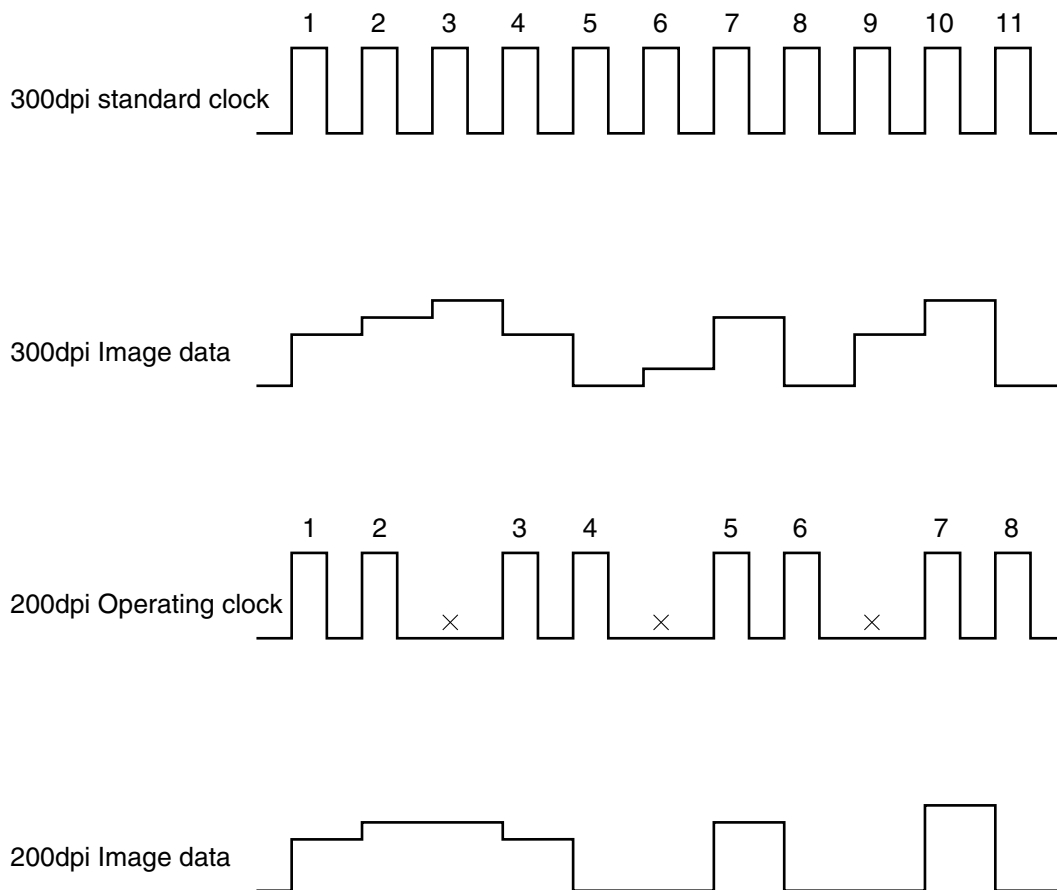 1 2 3 4 5 6 7 8 9 10 11
300dpi standard clock
300dpi Image data
1 2 3 4 5 6 7 8
200dpi Operating clock
× × ×
200dpi Image data